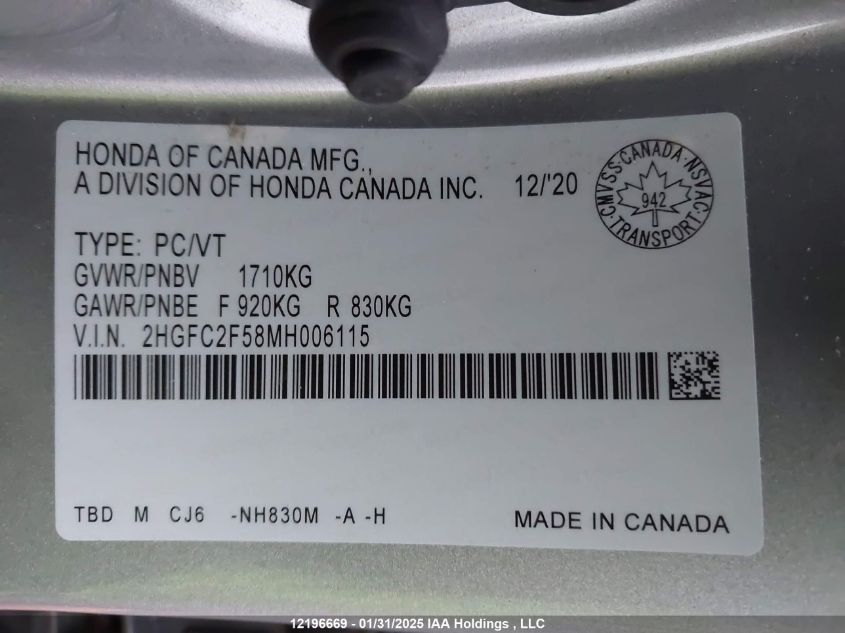 HONDA OF CANADA MFG.,
A DIVISION OF HONDA CANADA INC. 12/'20
CMVSS·CANADA·NSVAC·TRANSPORT·
942
TYPE: PC/VT
GVWR/PNBV 1710KG
GAWR/PNBE F 920KG R 830KG
V.I.N. 2HGFC2F58MH006115
TBD M CJ6 -NH830M -A -H
MADE IN CANADA
12196669 - 01/31/2025 IAA Holdings , LLC